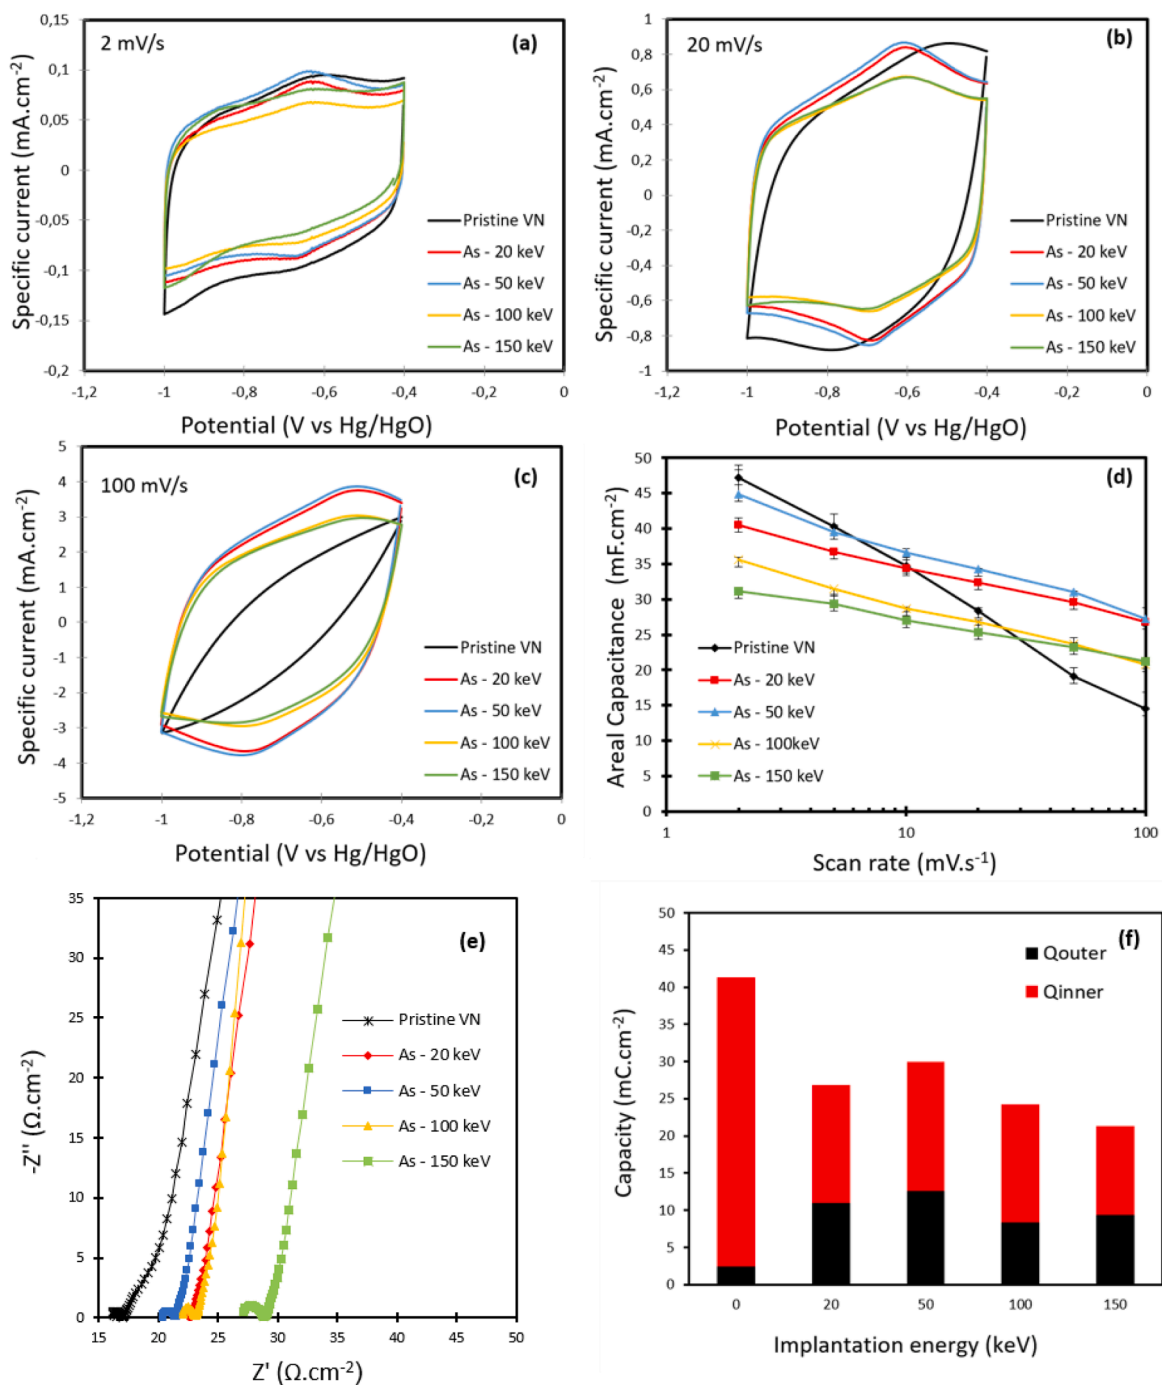 2 mV/s
(a)
0,15
0,1
0,05
0
-0,05
-0,1
-0,15
-0,2
Specific current (mA.cm-2)
Pristine VN
As - 20 keV
As - 50 keV
As - 100 keV
As - 150 keV
-1,2 -1 -0,8 -0,6 -0,4 -0,2 0
Potential (V vs Hg/HgO)
20 mV/s
(b)
1
0,8
0,6
0,4
0,2
0
-0,2
-0,4
-0,6
-0,8
-1
Specific current (mA.cm-2)
Pristine VN
As - 20 keV
As - 50 keV
As - 100 keV
As - 150 keV
-1,2 -1 -0,8 -0,6 -0,4 -0,2 0
Potential (V vs Hg/HgO)
100 mV/s
(c)
5
4
3
2
1
0
-1
-2
-3
-4
-5
Specific current (mA.cm-2)
Pristine VN
As - 20 keV
As - 50 keV
As - 100 keV
As - 150 keV
-1,2 -1 -0,8 -0,6 -0,4 -0,2 0
Potential (V vs Hg/HgO)
(d)
50
45
40
35
30
25
20
15
10
5
0
Areal Capacitance (mF.cm-2)
Pristine VN
As - 20 keV
As - 50 keV
As - 100keV
As - 150 keV
1 10 100
Scan rate (mV.s-1)
(e)
35
30
25
20
15
10
5
0
-Z'' (Ω.cm-2)
Pristine VN
As - 20 keV
As - 50 keV
As - 100 keV
As - 150 keV
15 20 25 30 35 40 45 50
Z' (Ω.cm-2)
(f)
50
45
40
35
30
25
20
15
10
5
0
Capacity (mC.cm-2)
Qouter
Qinner
0 20 50 100 150
Implantation energy (keV)